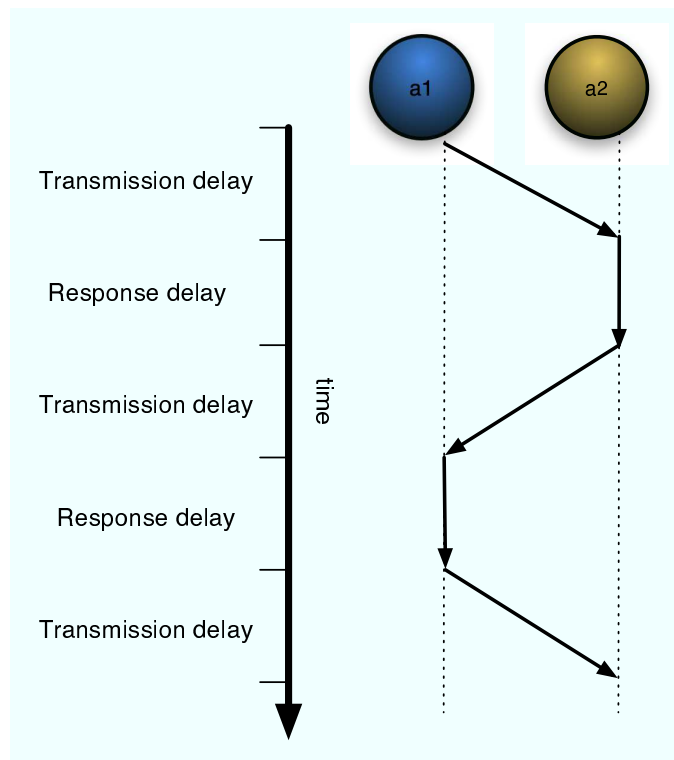 a1
a2
Transmission delay
Response delay
Transmission delay
time
Response delay
Transmission delay